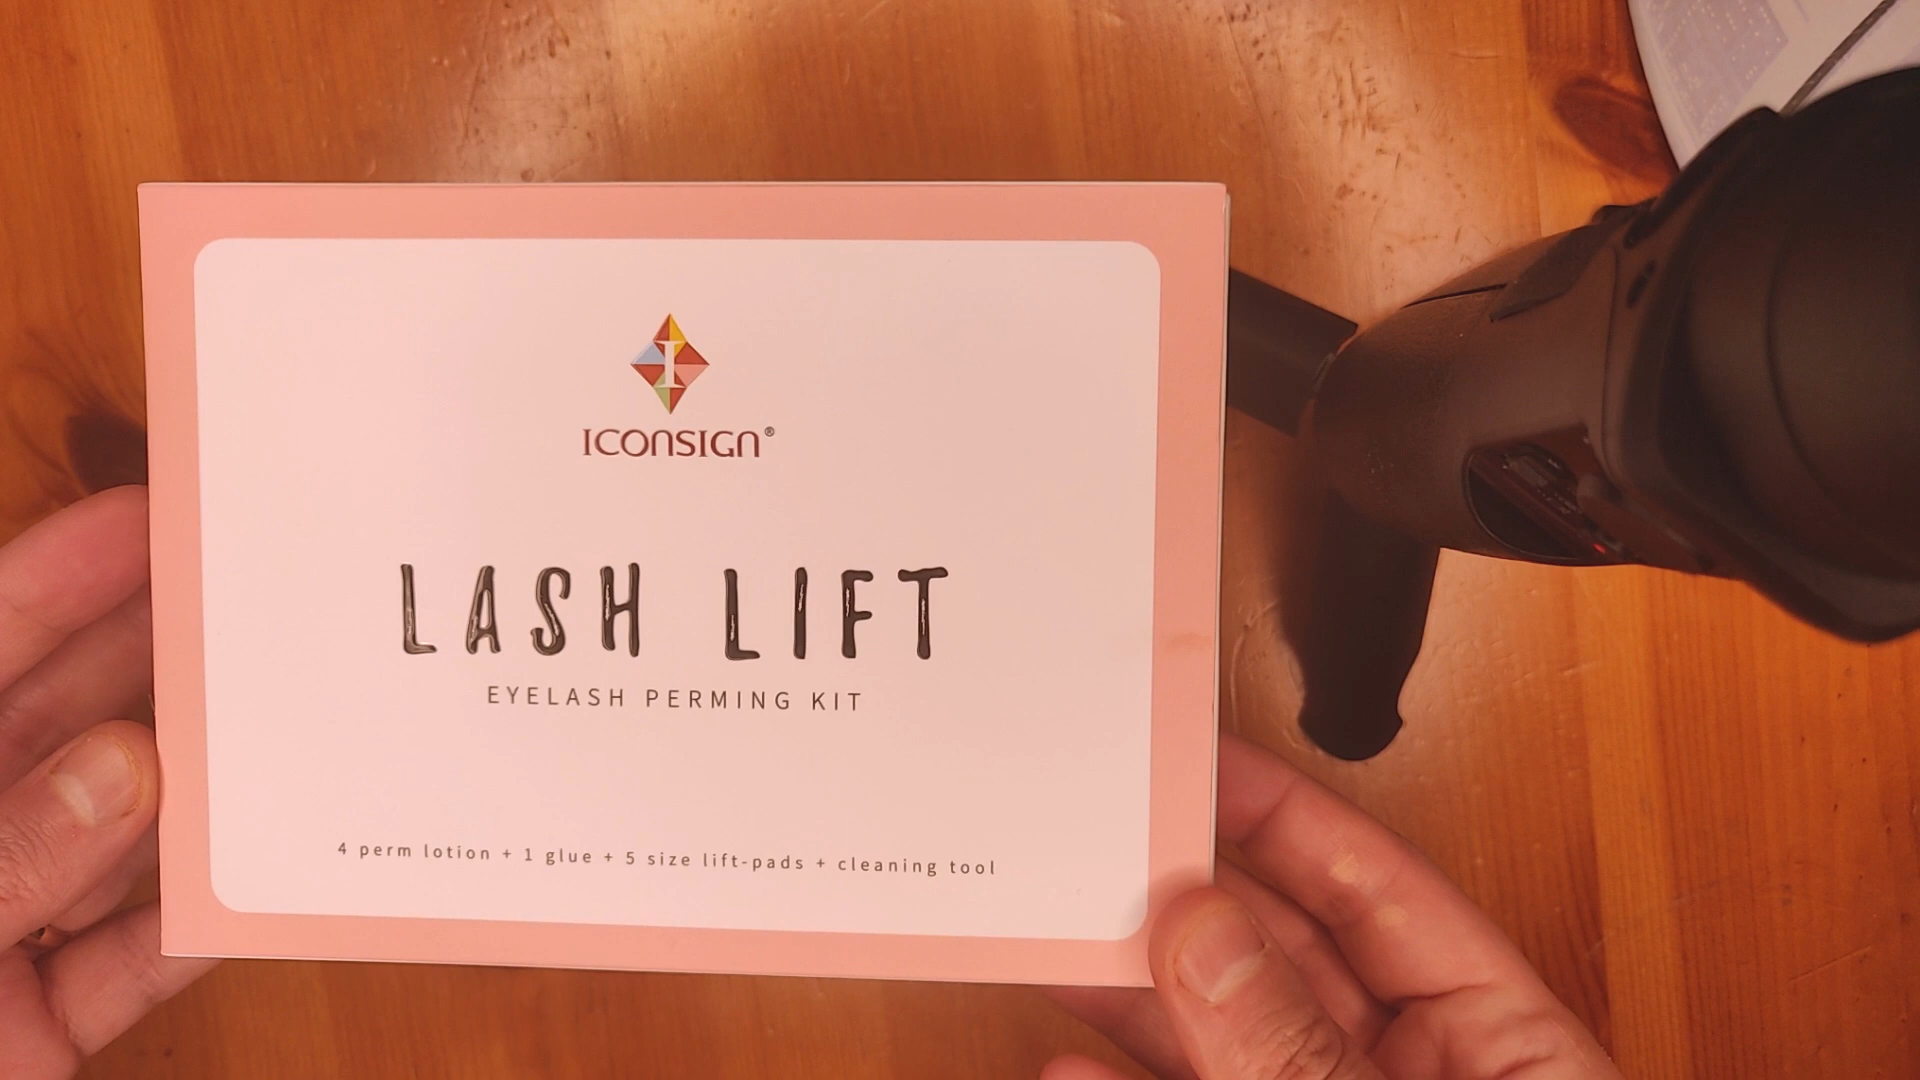 I
ICONSIGN®
LASH LIFT
EYELASH PERMING KIT
4 perm lotion + 1 glue + 5 size lift-pads + cleaning tool